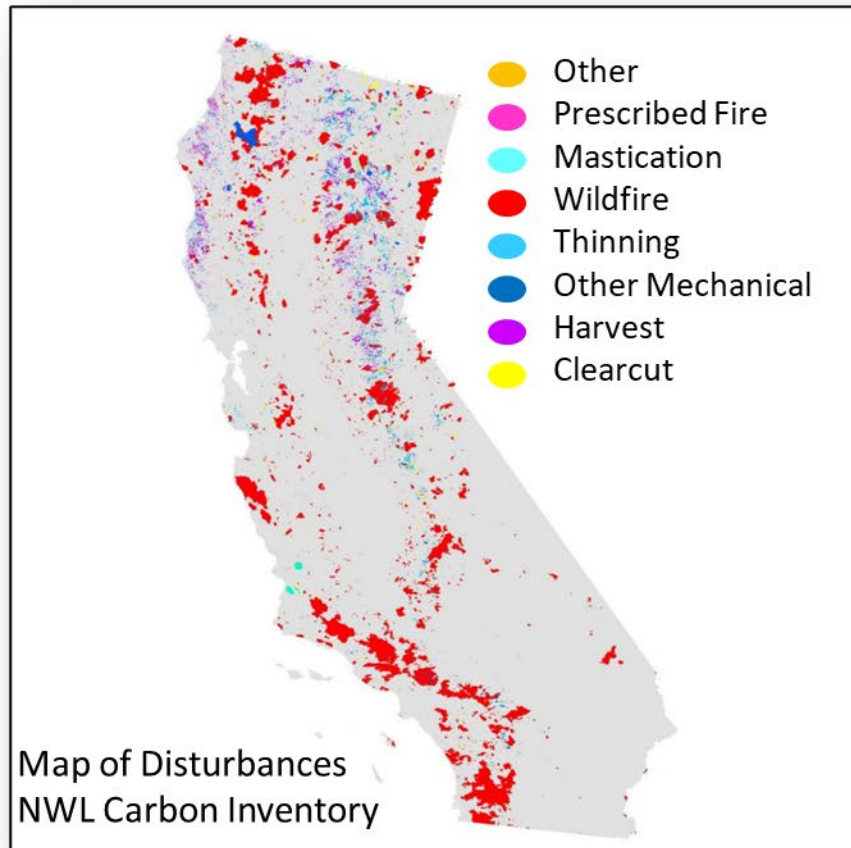 Other
Prescribed Fire
Mastication
Wildfire
Thinning
Other Mechanical
Harvest
Clearcut
Map of Disturbances
NWL Carbon Inventory